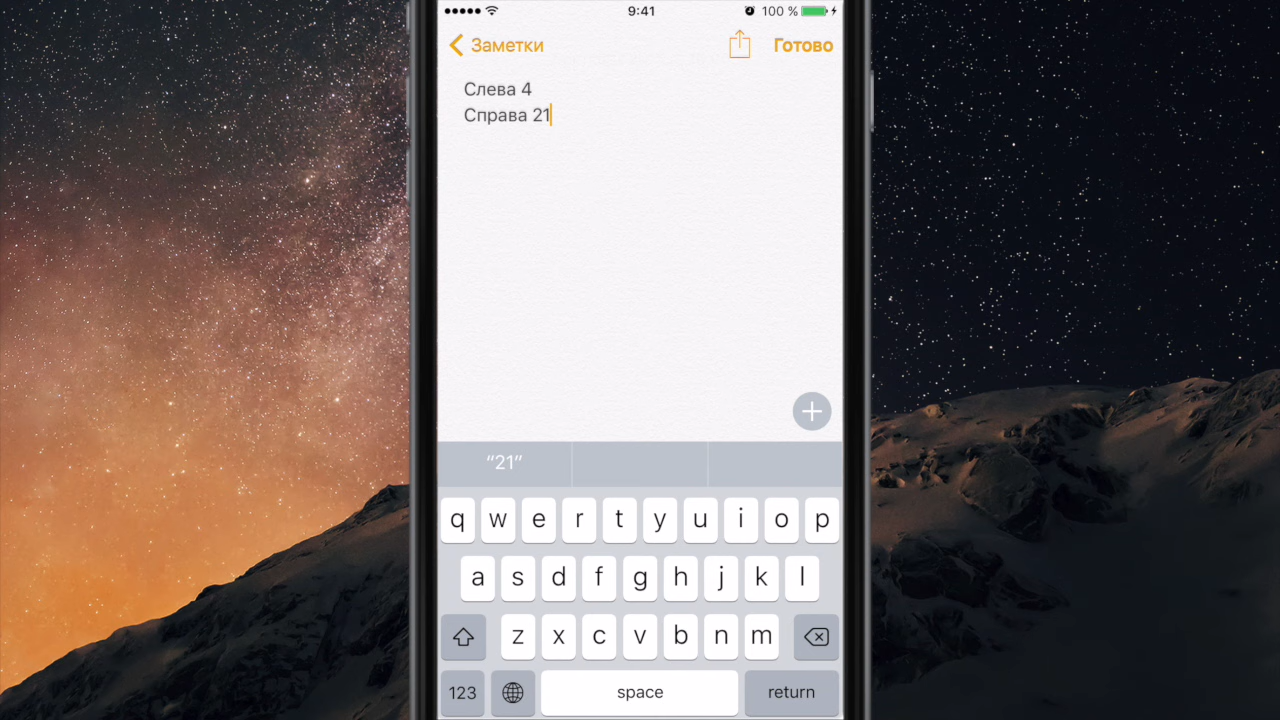 9:41
100 %
Заметки
Готово
Слева 4
Справа 21
“21”
q w e r t y u i o p
a s d f g h j k l
z x c v b n m
123 space return